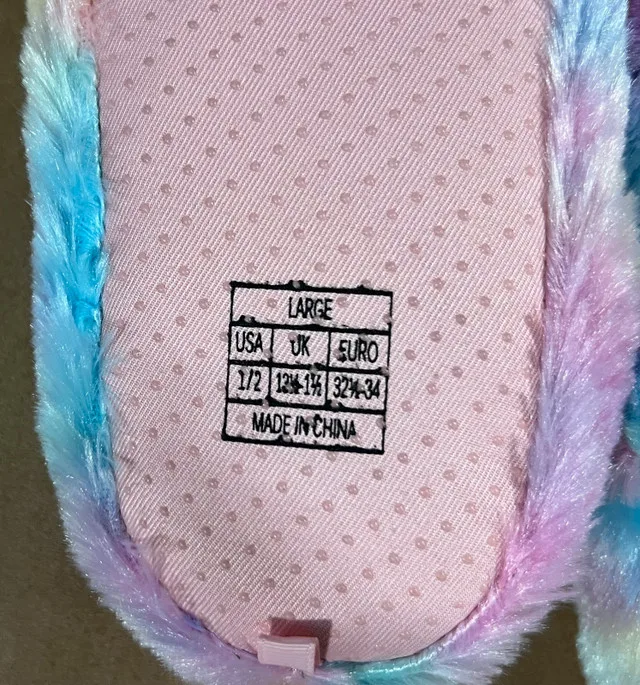 LARGE
USA UK EURO
1/2 12½-1½ 32½-34
MADE IN CHINA